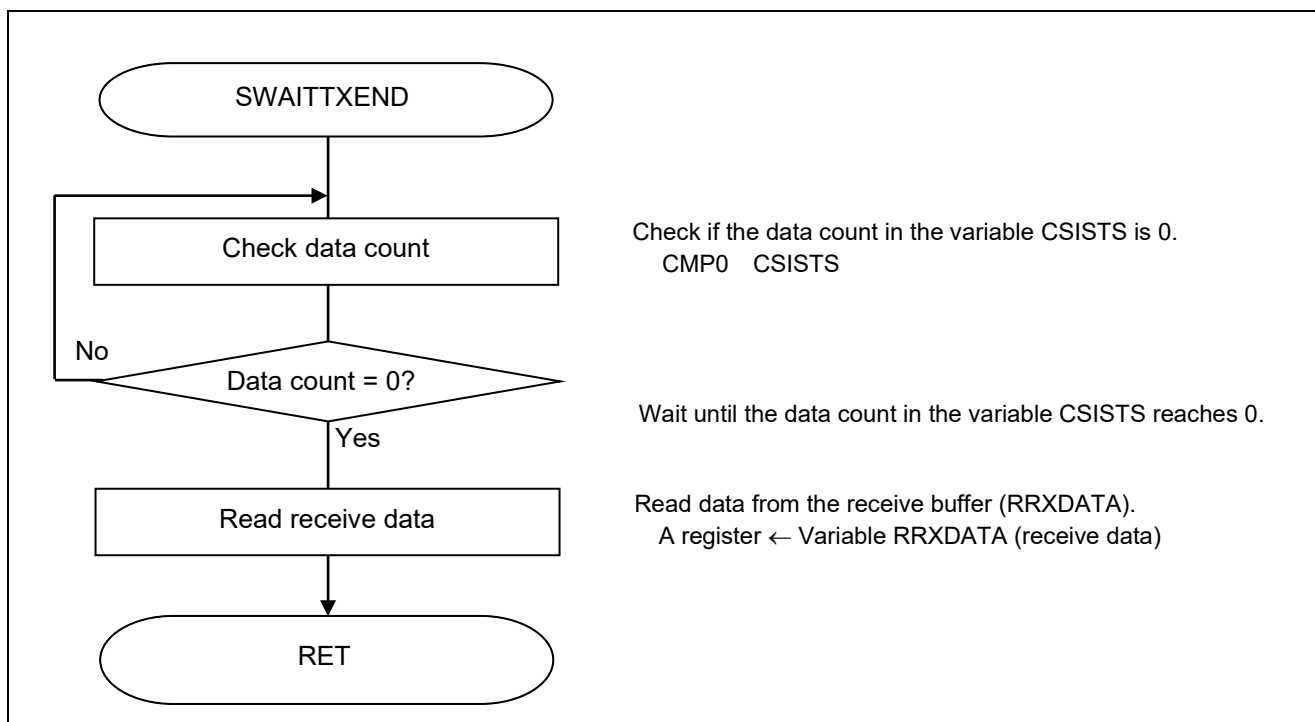 SWAITTXEND
Check data count
Check if the data count in the variable CSISTS is 0.
CMP0 CSISTS
No
Data count = 0?
Wait until the data count in the variable CSISTS reaches 0.
Yes
Read receive data
Read data from the receive buffer (RRXDATA).
A register ← Variable RRXDATA (receive data)
RET